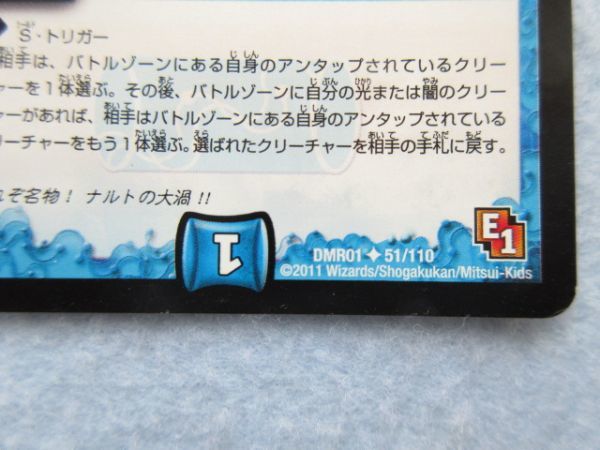 S・トリガー
相手は、バトルゾーンにある自身のアンタップされているクリー
チャーを1体選ぶ。その後、バトルゾーンに自分の光または闇のクリー
チャーがあれば、相手はバトルゾーンにある自身のアンタップされている
リーチャーをもう1体選ぶ。選ばれたクリーチャーを相手の手札に戻す。
れぞ名物！ ナルトの大渦!!
1
E1
DMR01 51/110
©2011 Wizards/Shogakukan/Mitsui-Kids